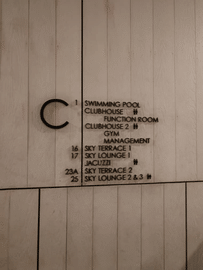 C
1 SWIMMING POOL
CLUBHOUSE #
FUNCTION ROOM
CLUBHOUSE 2 #
GYM
MANAGEMENT
16 SKY TERRACE 1
17 SKY LOUNGE 1
JACUZZI #
23A SKY TERRACE 2
25 SKY LOUNGE 2 & 3 #